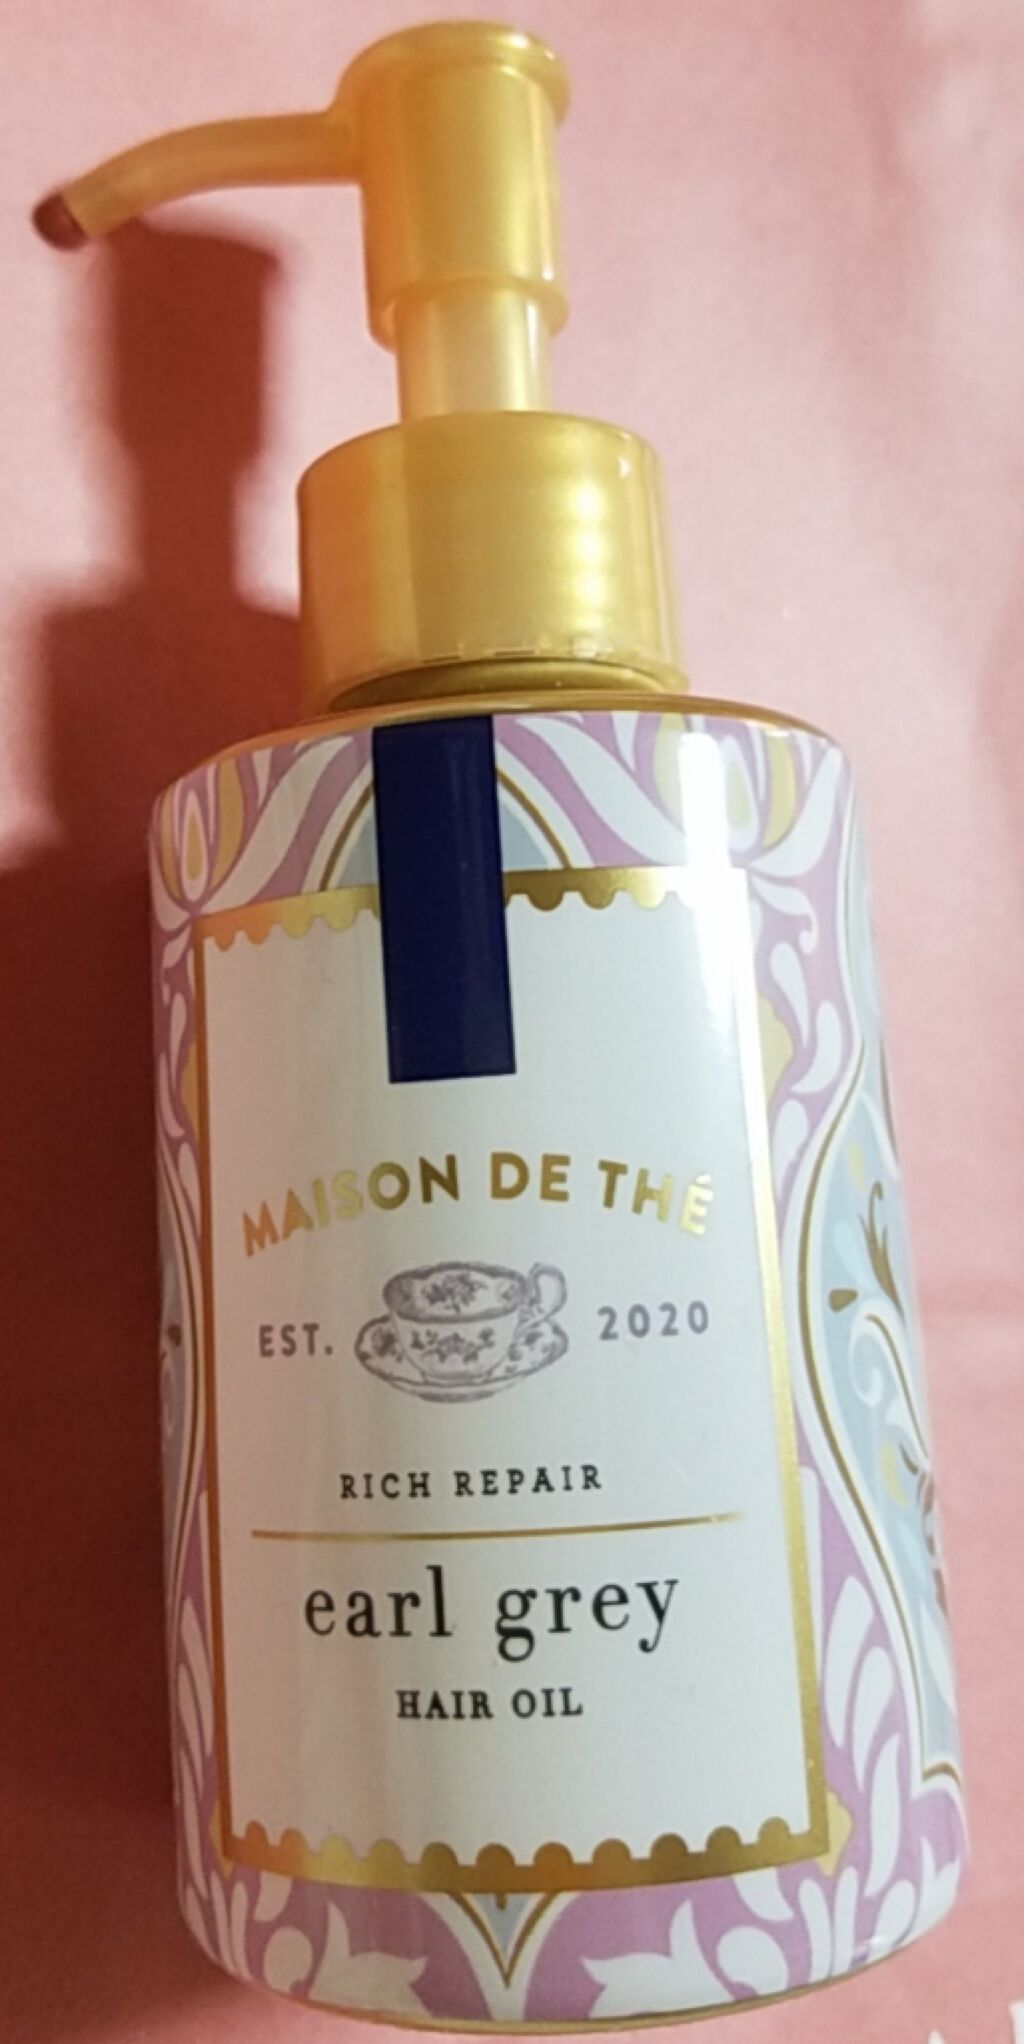 MAISON DE THÉ
EST. 2020
RICH REPAIR
earl grey
HAIR OIL